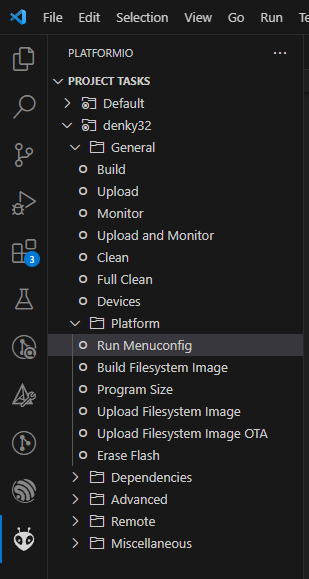 File Edit Selection View Go Run
PLATFORMIO
PROJECT TASKS
Default
denky32
General
Build
Upload
Monitor
Upload and Monitor
Clean
Full Clean
Devices
Platform
Run Menuconfig
Build Filesystem Image
Program Size
Upload Filesystem Image
Upload Filesystem Image OTA
Erase Flash
Dependencies
Advanced
Remote
Miscellaneous
3